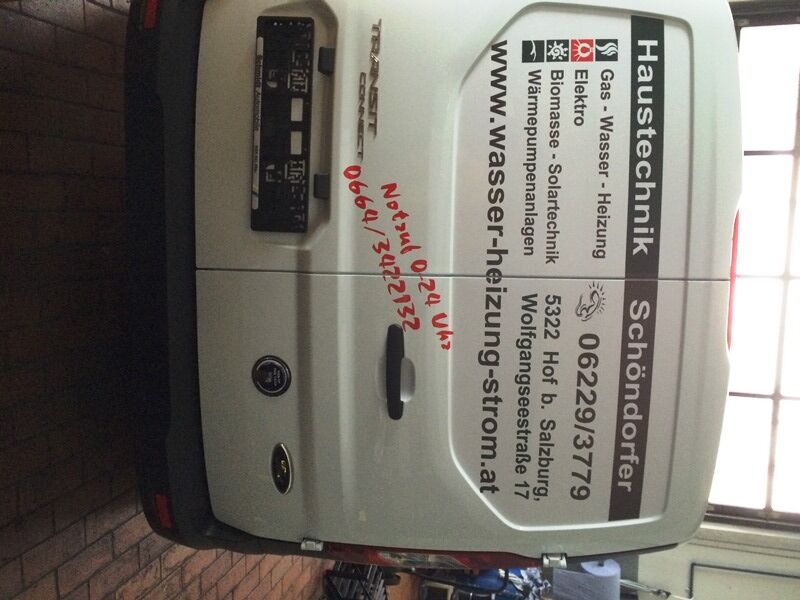 Haustechnik Schöndorfer
Gas - Wasser - Heizung
Elektro
Biomasse - Solartechnik
Wärmepumpenanlagen
06229/3779
5322 Hof b. Salzburg,
Wolfgangseestraße 17
www.wasser-heizung-strom.at
Notruf 0-24 Uhr
0664/3422132
TRANSIT
CONNECT